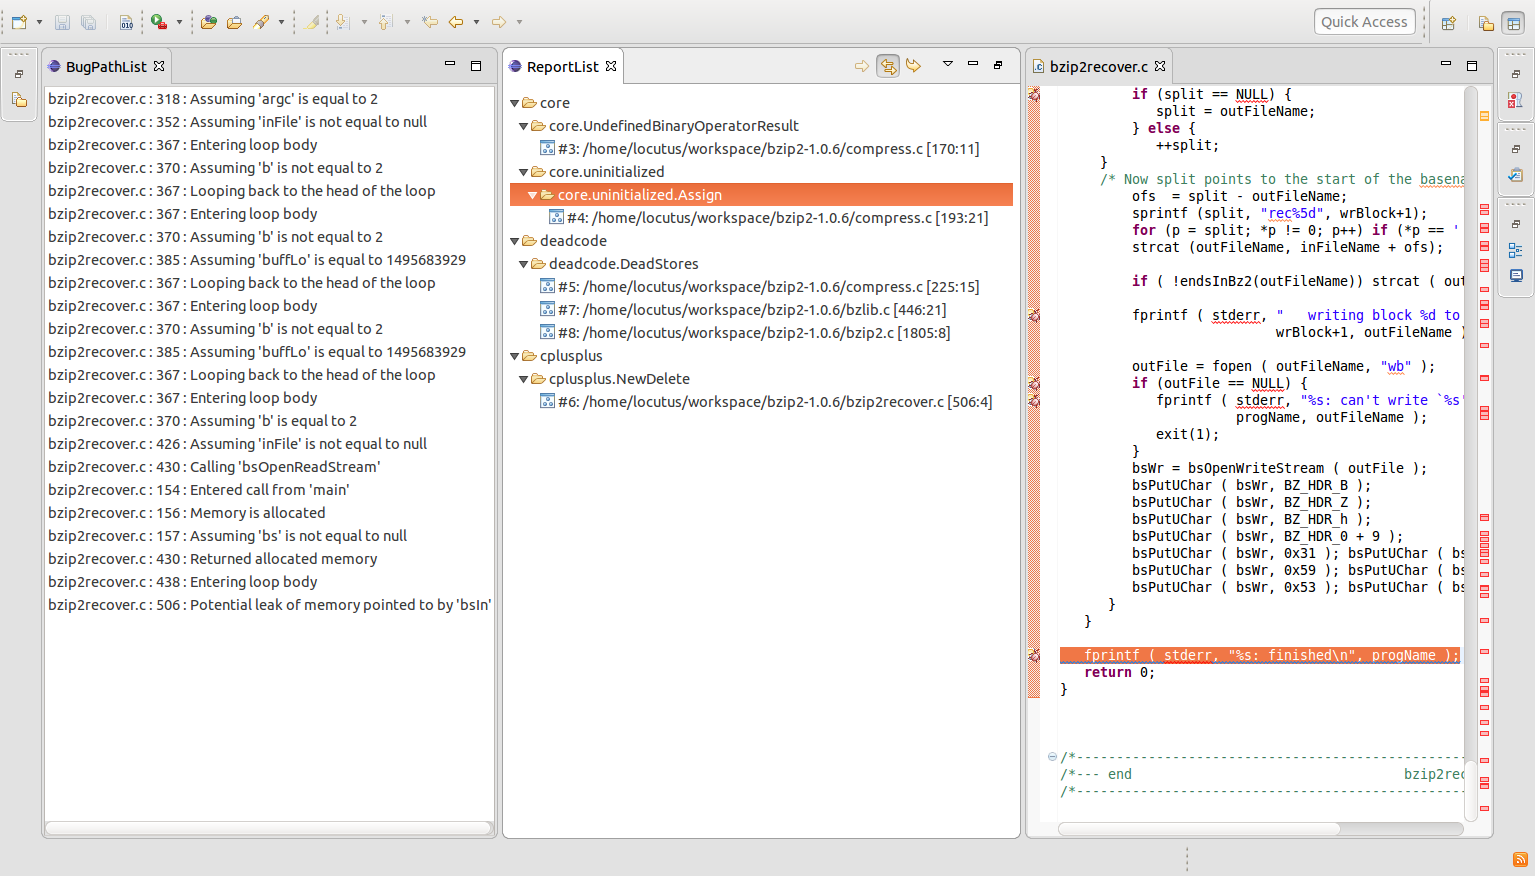 Quick Access
BugPathList
bzip2recover.c : 318 : Assuming 'argc' is equal to 2
bzip2recover.c : 352 : Assuming 'inFile' is not equal to null
bzip2recover.c : 367 : Entering loop body
bzip2recover.c : 370 : Assuming 'b' is not equal to 2
bzip2recover.c : 367 : Looping back to the head of the loop
bzip2recover.c : 367 : Entering loop body
bzip2recover.c : 370 : Assuming 'b' is not equal to 2
bzip2recover.c : 385 : Assuming 'buffLo' is equal to 1495683929
bzip2recover.c : 367 : Looping back to the head of the loop
bzip2recover.c : 367 : Entering loop body
bzip2recover.c : 370 : Assuming 'b' is not equal to 2
bzip2recover.c : 385 : Assuming 'buffLo' is equal to 1495683929
bzip2recover.c : 367 : Looping back to the head of the loop
bzip2recover.c : 367 : Entering loop body
bzip2recover.c : 370 : Assuming 'b' is equal to 2
bzip2recover.c : 426 : Assuming 'inFile' is not equal to null
bzip2recover.c : 430 : Calling 'bsOpenReadStream'
bzip2recover.c : 154 : Entered call from 'main'
bzip2recover.c : 156 : Memory is allocated
bzip2recover.c : 157 : Assuming 'bs' is not equal to null
bzip2recover.c : 430 : Returned allocated memory
bzip2recover.c : 438 : Entering loop body
bzip2recover.c : 506 : Potential leak of memory pointed to by 'bsIn'
ReportList
core
core.UndefinedBinaryOperatorResult
#3: /home/locutus/workspace/bzip2-1.0.6/compress.c [170:11]
core.uninitialized
core.uninitialized.Assign
#4: /home/locutus/workspace/bzip2-1.0.6/compress.c [193:21]
deadcode
deadcode.DeadStores
#5: /home/locutus/workspace/bzip2-1.0.6/compress.c [225:15]
#7: /home/locutus/workspace/bzip2-1.0.6/bzlib.c [446:21]
#8: /home/locutus/workspace/bzip2-1.0.6/bzip2.c [1805:8]
cplusplus
cplusplus.NewDelete
#6: /home/locutus/workspace/bzip2-1.0.6/bzip2recover.c [506:4]
bzip2recover.c
if (split == NULL) {
split = outFileName;
} else {
++split;
}
/* Now split points to the start of the basena
ofs  = split - outFileName;
sprintf (split, "rec%5d", wrBlock+1);
for (p = split; *p != 0; p++) if (*p == '
strcat (outFileName, inFileName + ofs);
if ( !endsInBz2(outFileName)) strcat ( out
fprintf ( stderr, "   writing block %d to
wrBlock+1, outFileName )
outFile = fopen ( outFileName, "wb" );
if (outFile == NULL) {
fprintf ( stderr, "%s: can't write `%s'
progName, outFileName );
exit(1);
}
bsWr = bsOpenWriteStream ( outFile );
bsPutUChar ( bsWr, BZ_HDR_B );
bsPutUChar ( bsWr, BZ_HDR_Z );
bsPutUChar ( bsWr, BZ_HDR_h );
bsPutUChar ( bsWr, BZ_HDR_0 + 9 );
bsPutUChar ( bsWr, 0x31 ); bsPutUChar ( bs
bsPutUChar ( bsWr, 0x59 ); bsPutUChar ( bs
bsPutUChar ( bsWr, 0x53 ); bsPutUChar ( bs
}
}
fprintf ( stderr, "%s: finished\n", progName );
return 0;
}
/*-------------------------------------------------
/*--- end                                  bzip2rec
/*-------------------------------------------------